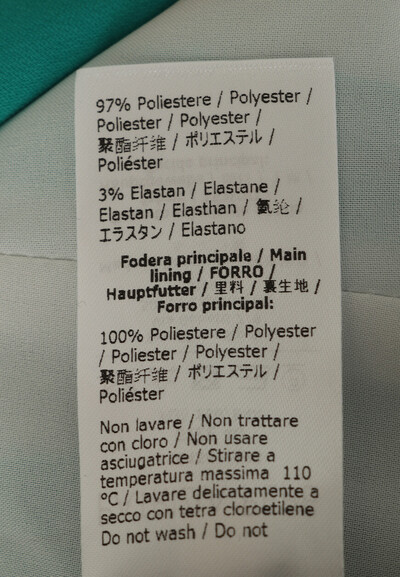 97% Poliestere / Polyester /
Poliester / Polyester /
聚酯纤维 / ポリエステル /
Poliéster
3% Elastan / Elastane /
Elastan / Elasthan / 氨纶 /
エラスタン / Elastano
Fodera principale / Main
lining / FORRO /
Hauptfutter / 里料 / 裏生地 /
Forro principal:
100% Poliestere / Polyester
/ Poliester / Polyester /
聚酯纤维 / ポリエステル /
Poliéster
Non lavare / Non trattare
con cloro / Non usare
asciugatrice / Stirare a
temperatura massima 110
°C / Lavare delicatamente a
secco con tetra cloroetilene
Do not wash / Do not